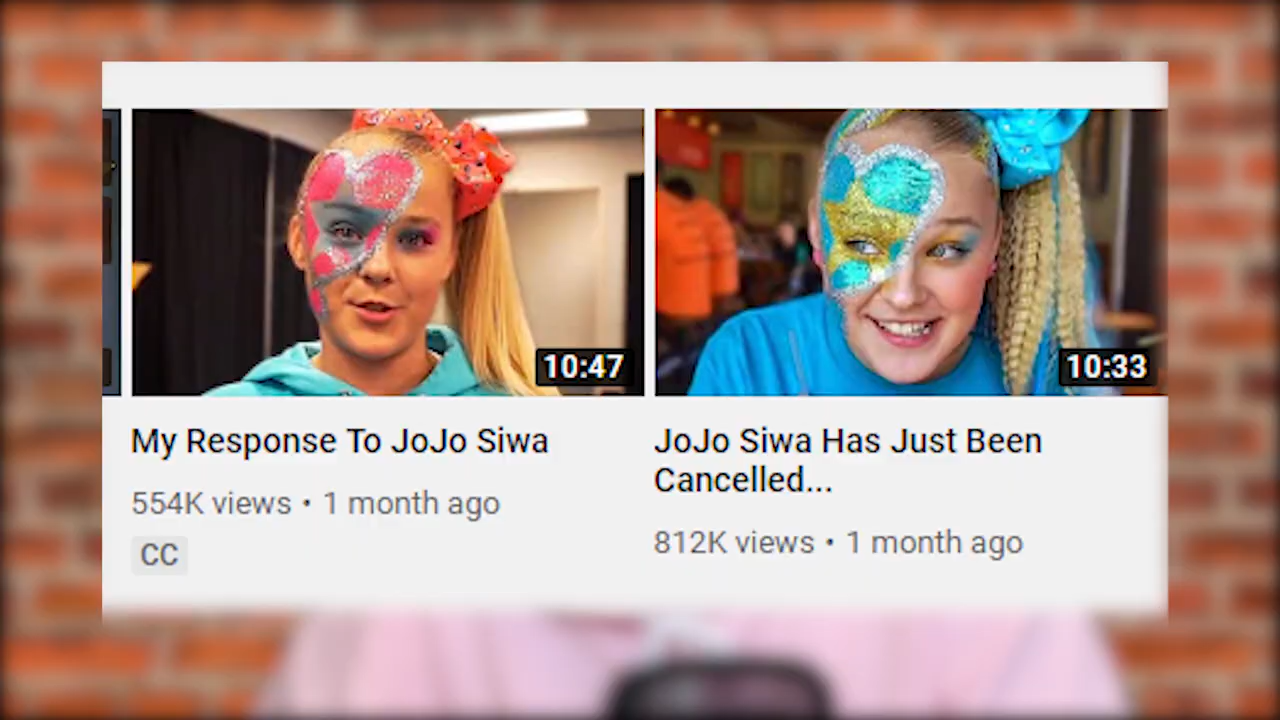 10:47
10:33
My Response To JoJo Siwa
554K views • 1 month ago
CC
JoJo Siwa Has Just Been
Cancelled...
812K views • 1 month ago